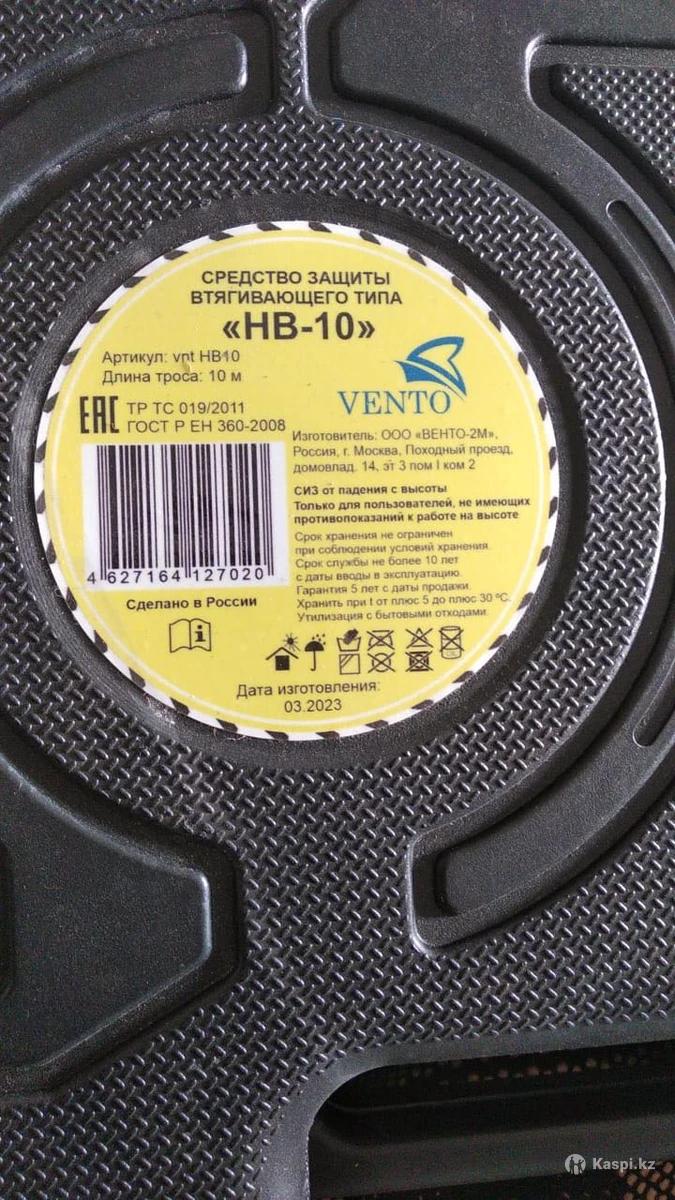 СРЕДСТВО ЗАЩИТЫ
ВТЯГИВАЮЩЕГО ТИПА
«НВ-10»
Артикул: vnt НВ10
Длина троса: 10 м
EAC ТР ТС 019/2011
ГОСТ Р ЕН 360-2008
VENTO
Изготовитель: ООО «ВЕНТО-2М»,
Россия, г. Москва, Походный проезд,
домовлад. 14, эт 3 пом I ком 2
СИЗ от падения с высоты
Только для пользователей, не имеющих
противопоказаний к работе на высоте
Срок хранения не ограничен
при соблюдении условий хранения.
Срок службы не более 10 лет
с даты ввода в эксплуатацию.
Гарантия 5 лет с даты продажи.
Хранить при t от плюс 5 до плюс 30 ºС.
Утилизация с бытовыми отходами.
4 627164 127020
Сделано в России
Дата изготовления:
03.2023
Kaspi.kz